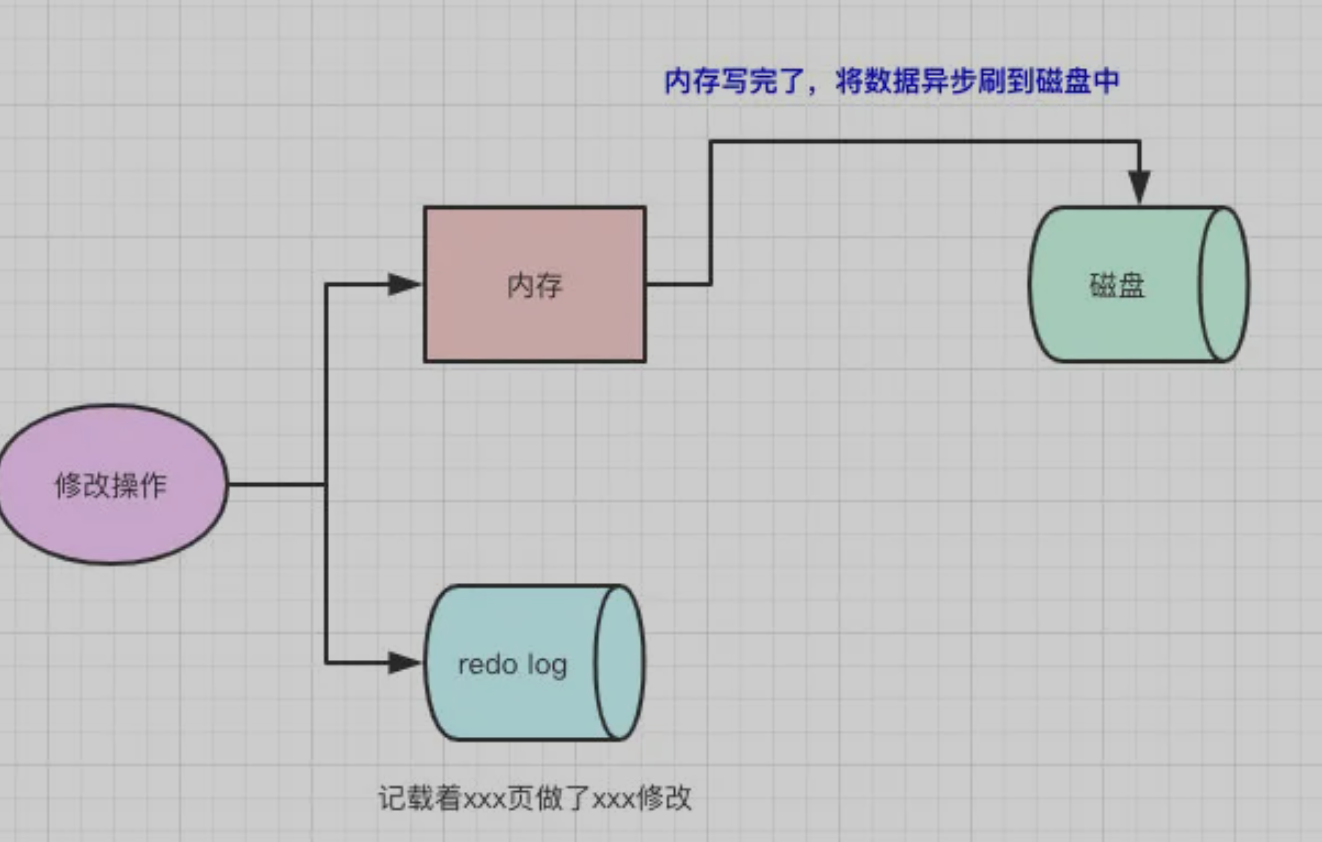 内存写完了，将数据异步刷到磁盘中
内存
磁盘
修改操作
redo log
记载着xxx页做了xxx修改